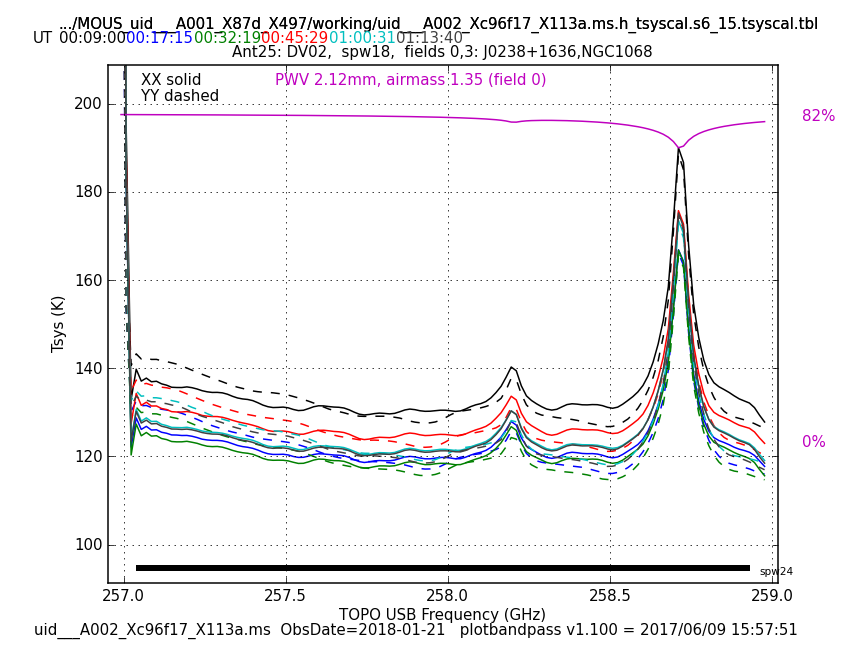 .../MOUS_uid___A001_X87d_X497/working/uid___A002_Xc96f17_X113a.ms.h_tsyscal.s6_15.tsyscal.tbl
UT 00:09:00 00:17:15 00:32:19 00:45:29 01:00:31 01:13:40
Ant25: DV02, spw18, fields 0,3: J0238+1636,NGC1068
XX solid PWV 2.12mm, airmass 1.35 (field 0)
YY dashed
200
82%
180
160
Tsys (K)
140
0%
120
100
spw24
257.0 257.5 258.0 258.5 259.0
TOPO USB Frequency (GHz)
uid___A002_Xc96f17_X113a.ms ObsDate=2018-01-21 plotbandpass v1.100 = 2017/06/09 15:57:51